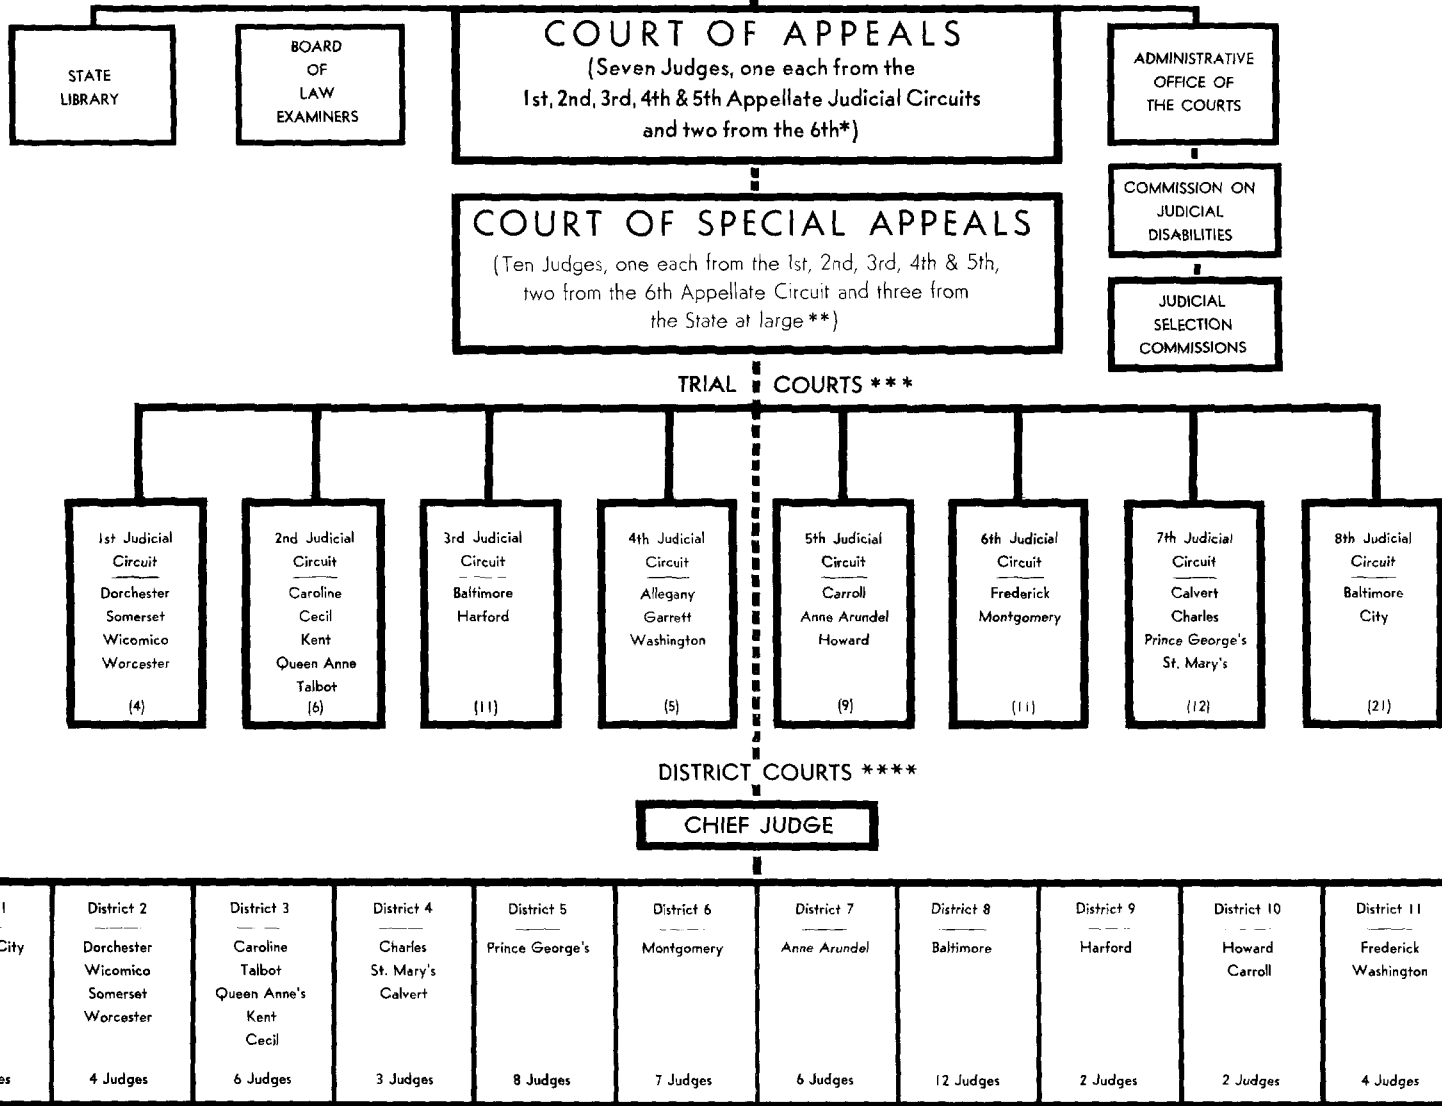 STATE
LIBRARY
BOARD
OF
LAW
EXAMINERS
COURT OF APPEALS
(Seven Judges, one each from the
1st, 2nd, 3rd, 4th & 5th Appellate Judicial Circuits
and two from the 6th*)
ADMINISTRATIVE
OFFICE OF
THE COURTS
COMMISSION ON
JUDICIAL
DISABILITIES
JUDICIAL
SELECTION
COMMISSIONS
COURT OF SPECIAL APPEALS
(Ten Judges, one each from the 1st, 2nd, 3rd, 4th & 5th,
two from the 6th Appellate Circuit and three from
the State at large **)
TRIAL COURTS ***
1st Judicial
Circuit
Dorchester
Somerset
Wicomico
Worcester
(4)
2nd Judicial
Circuit
Caroline
Cecil
Kent
Queen Anne
Talbot
(6)
3rd Judicial
Circuit
Baltimore
Harford
(11)
4th Judicial
Circuit
Allegany
Garrett
Washington
(5)
5th Judicial
Circuit
Carroll
Anne Arundel
Howard
(9)
6th Judicial
Circuit
Frederick
Montgomery
(11)
7th Judicial
Circuit
Calvert
Charles
Prince George's
St. Mary's
(12)
8th Judicial
Circuit
Baltimore
City
(21)
DISTRICT COURTS ****
CHIEF JUDGE
1
City
es
District 2
Dorchester
Wicomico
Somerset
Worcester
4 Judges
District 3
Caroline
Talbot
Queen Anne's
Kent
Cecil
6 Judges
District 4
Charles
St. Mary's
Calvert
3 Judges
District 5
Prince George's
8 Judges
District 6
Montgomery
7 Judges
District 7
Anne Arundel
6 Judges
District 8
Baltimore
12 Judges
District 9
Harford
2 Judges
District 10
Howard
Carroll
2 Judges
District 11
Frederick
Washington
4 Judges